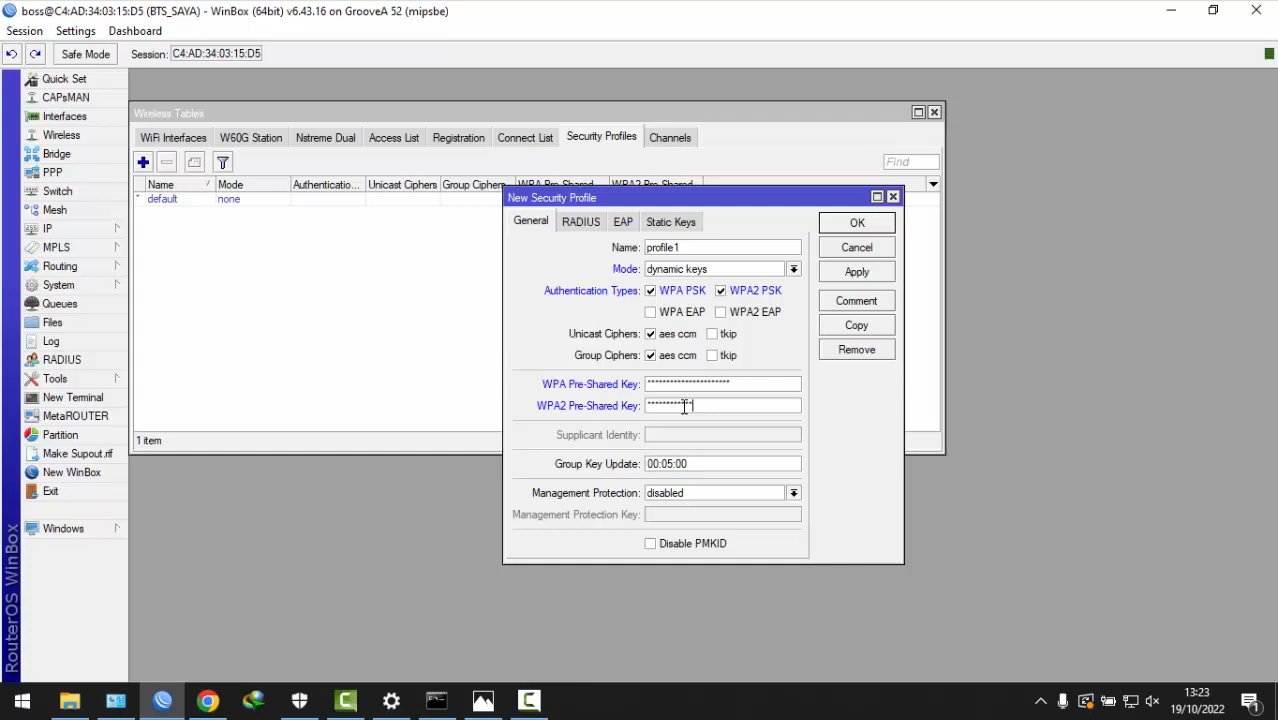 boss@C4:AD:34:03:15:D5 (BTS_SAYA) - WinBox (64bit) v6.43.16 on GrooveA 52 (mipsbe)
Session Settings Dashboard
Safe Mode Session: C4:AD:34:03:15:D5
Quick Set
CAPsMAN
Interfaces
Wireless
Bridge
PPP
Switch
Mesh
IP
MPLS
Routing
System
Queues
Files
Log
RADIUS
Tools
New Terminal
MetaROUTER
Partition
Make Supout.rif
New WinBox
Exit
Windows
RouterOS WinBox
Wireless Tables
WiFi Interfaces W60G Station Nstreme Dual Access List Registration Connect List Security Profiles Channels
Find
Name Mode Authenticatio... Unicast Ciphers Group Ciphers WPA Pre-Shared WPA2 Pre-Shared
* default none
1 item
New Security Profile
General RADIUS EAP Static Keys
Name: profile1
Mode: dynamic keys
Authentication Types: WPA PSK WPA2 PSK
WPA EAP WPA2 EAP
Unicast Ciphers: aes ccm tkip
Group Ciphers: aes ccm tkip
WPA Pre-Shared Key: **********************
WPA2 Pre-Shared Key: ************
Supplicant Identity:
Group Key Update: 00:05:00
Management Protection: disabled
Management Protection Key:
Disable PMKID
OK
Cancel
Apply
Comment
Copy
Remove
13:23
19/10/2022
1